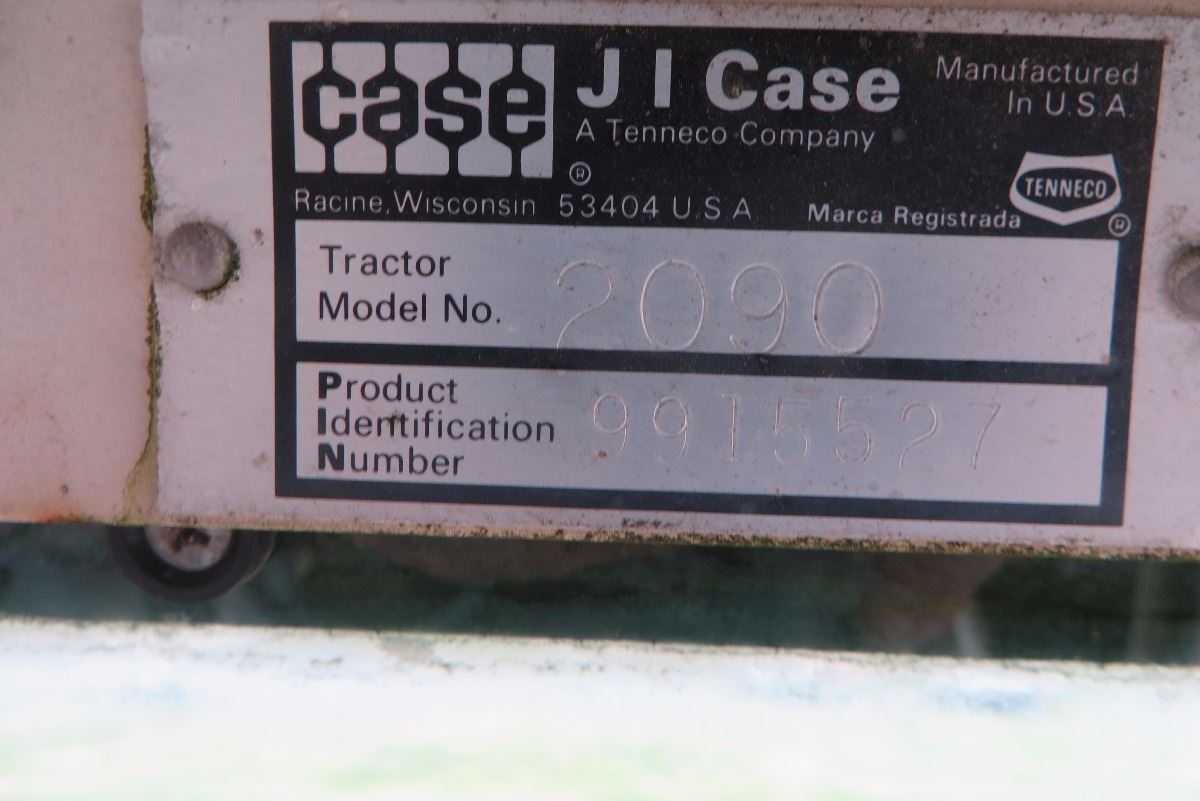 case ®
J I Case
A Tenneco Company
Manufactured
In U.S.A.
Racine, Wisconsin 53404 U.S.A
Marca Registrada
TENNECO ®
Tractor
Model No. 2090
Product
Identification
Number 9915527